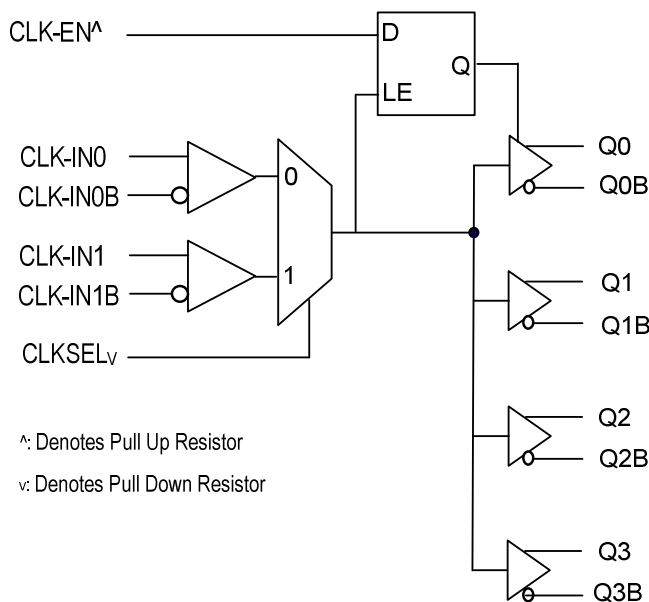 CLK-EN^
D
Q
LE
CLK-IN0
CLK-IN0B
0
CLK-IN1
CLK-IN1B
1
CLKSELv
Q0
Q0B
Q1
Q1B
Q2
Q2B
Q3
Q3B
^: Denotes Pull Up Resistor
v: Denotes Pull Down Resistor